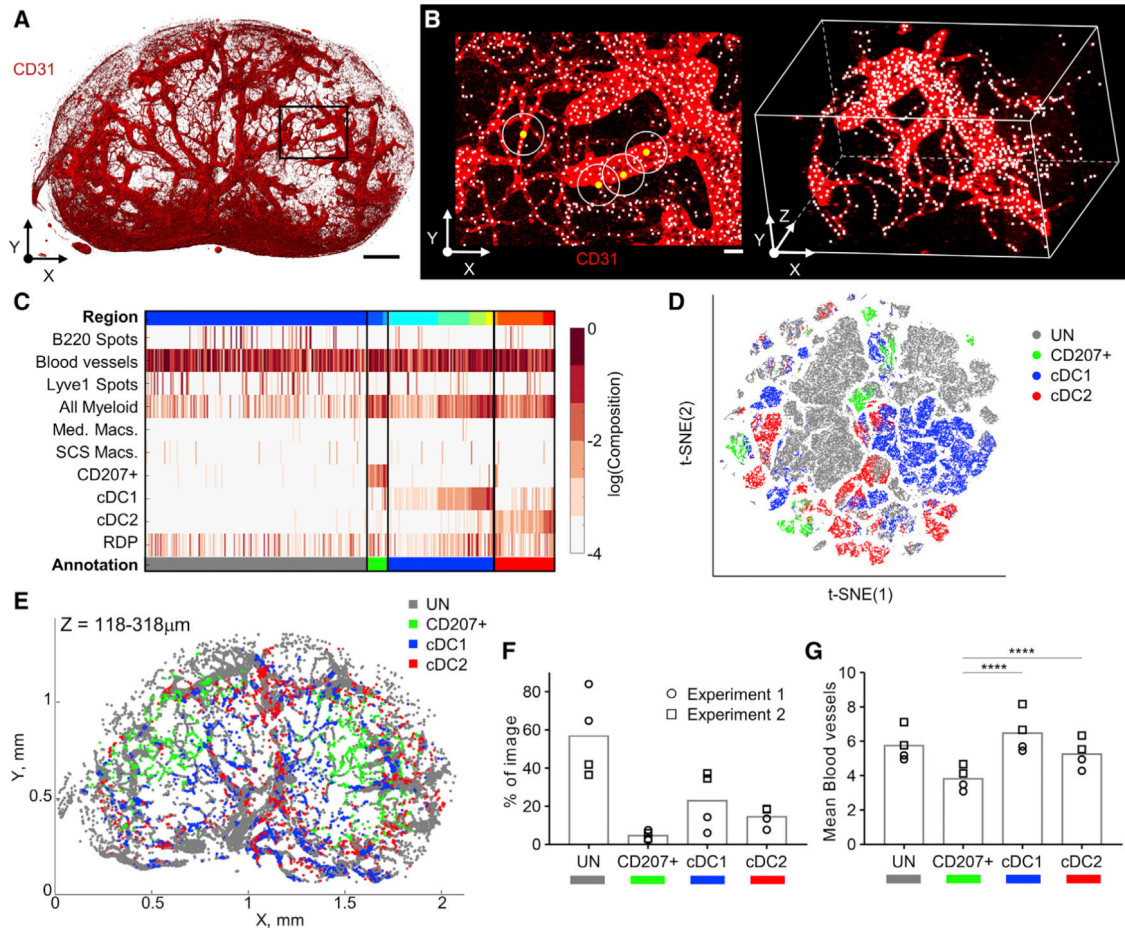 A
CD31
Y
X
B
Y
X
CD31
Z
Y
X
C
Region
B220 Spots
Blood vessels
Lyve1 Spots
All Myeloid
Med. Macs.
SCS Macs.
CD207+
cDC1
cDC2
RDP
Annotation
0
-2
-4
log(Composition)
D
t-SNE(2)
t-SNE(1)
UN
CD207+
cDC1
cDC2
E
Z = 118-318μm
UN
CD207+
cDC1
cDC2
Y, mm
1
0.5
0
0 0.5 1 1.5 2
X, mm
F
% of image
80
60
40
20
0
Experiment 1
Experiment 2
UN CD207+ cDC1 cDC2
G
Mean Blood vessels
10
8
6
4
2
0
****
****
UN CD207+ cDC1 cDC2